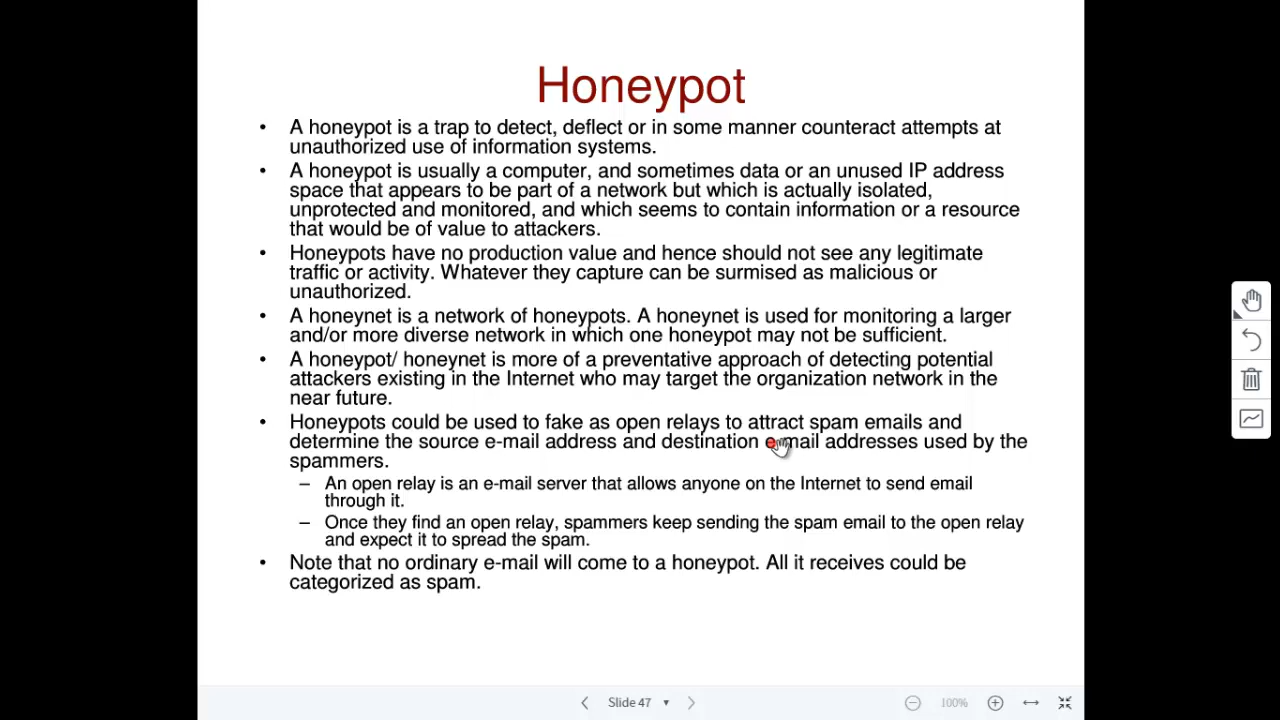 Honeypot
• A honeypot is a trap to detect, deflect or in some manner counteract attempts at
unauthorized use of information systems.
• A honeypot is usually a computer, and sometimes data or an unused IP address
space that appears to be part of a network but which is actually isolated,
unprotected and monitored, and which seems to contain information or a resource
that would be of value to attackers.
• Honeypots have no production value and hence should not see any legitimate
traffic or activity. Whatever they capture can be surmised as malicious or
unauthorized.
• A honeynet is a network of honeypots. A honeynet is used for monitoring a larger
and/or more diverse network in which one honeypot may not be sufficient.
• A honeypot/ honeynet is more of a preventative approach of detecting potential
attackers existing in the Internet who may target the organization network in the
near future.
• Honeypots could be used to fake as open relays to attract spam emails and
determine the source e-mail address and destination e-mail addresses used by the
spammers.
– An open relay is an e-mail server that allows anyone on the Internet to send email
through it.
– Once they find an open relay, spammers keep sending the spam email to the open relay
and expect it to spread the spam.
• Note that no ordinary e-mail will come to a honeypot. All it receives could be
categorized as spam.
Slide 47
100%